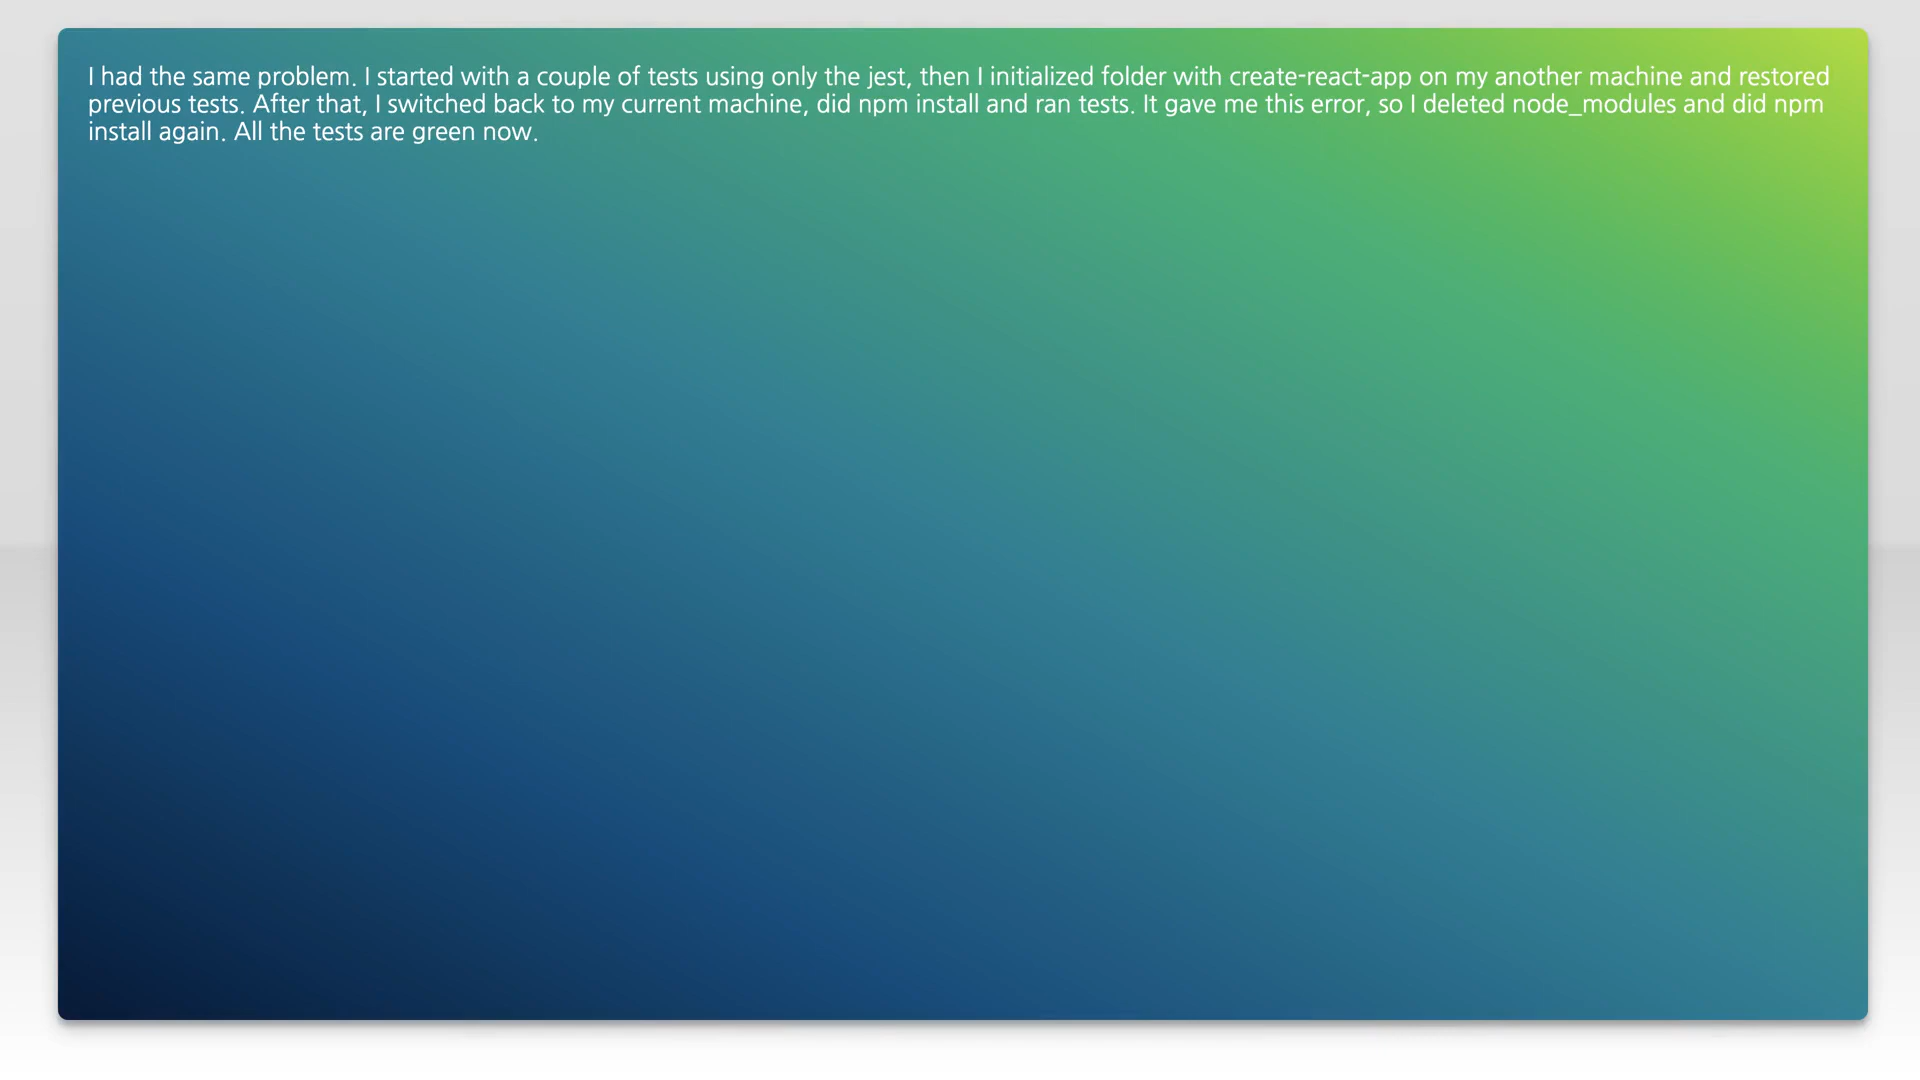 I had the same problem. I started with a couple of tests using only the jest, then I initialized folder with create-react-app on my another machine and restored
previous tests. After that, I switched back to my current machine, did npm install and ran tests. It gave me this error, so I deleted node_modules and did npm
install again. All the tests are green now.